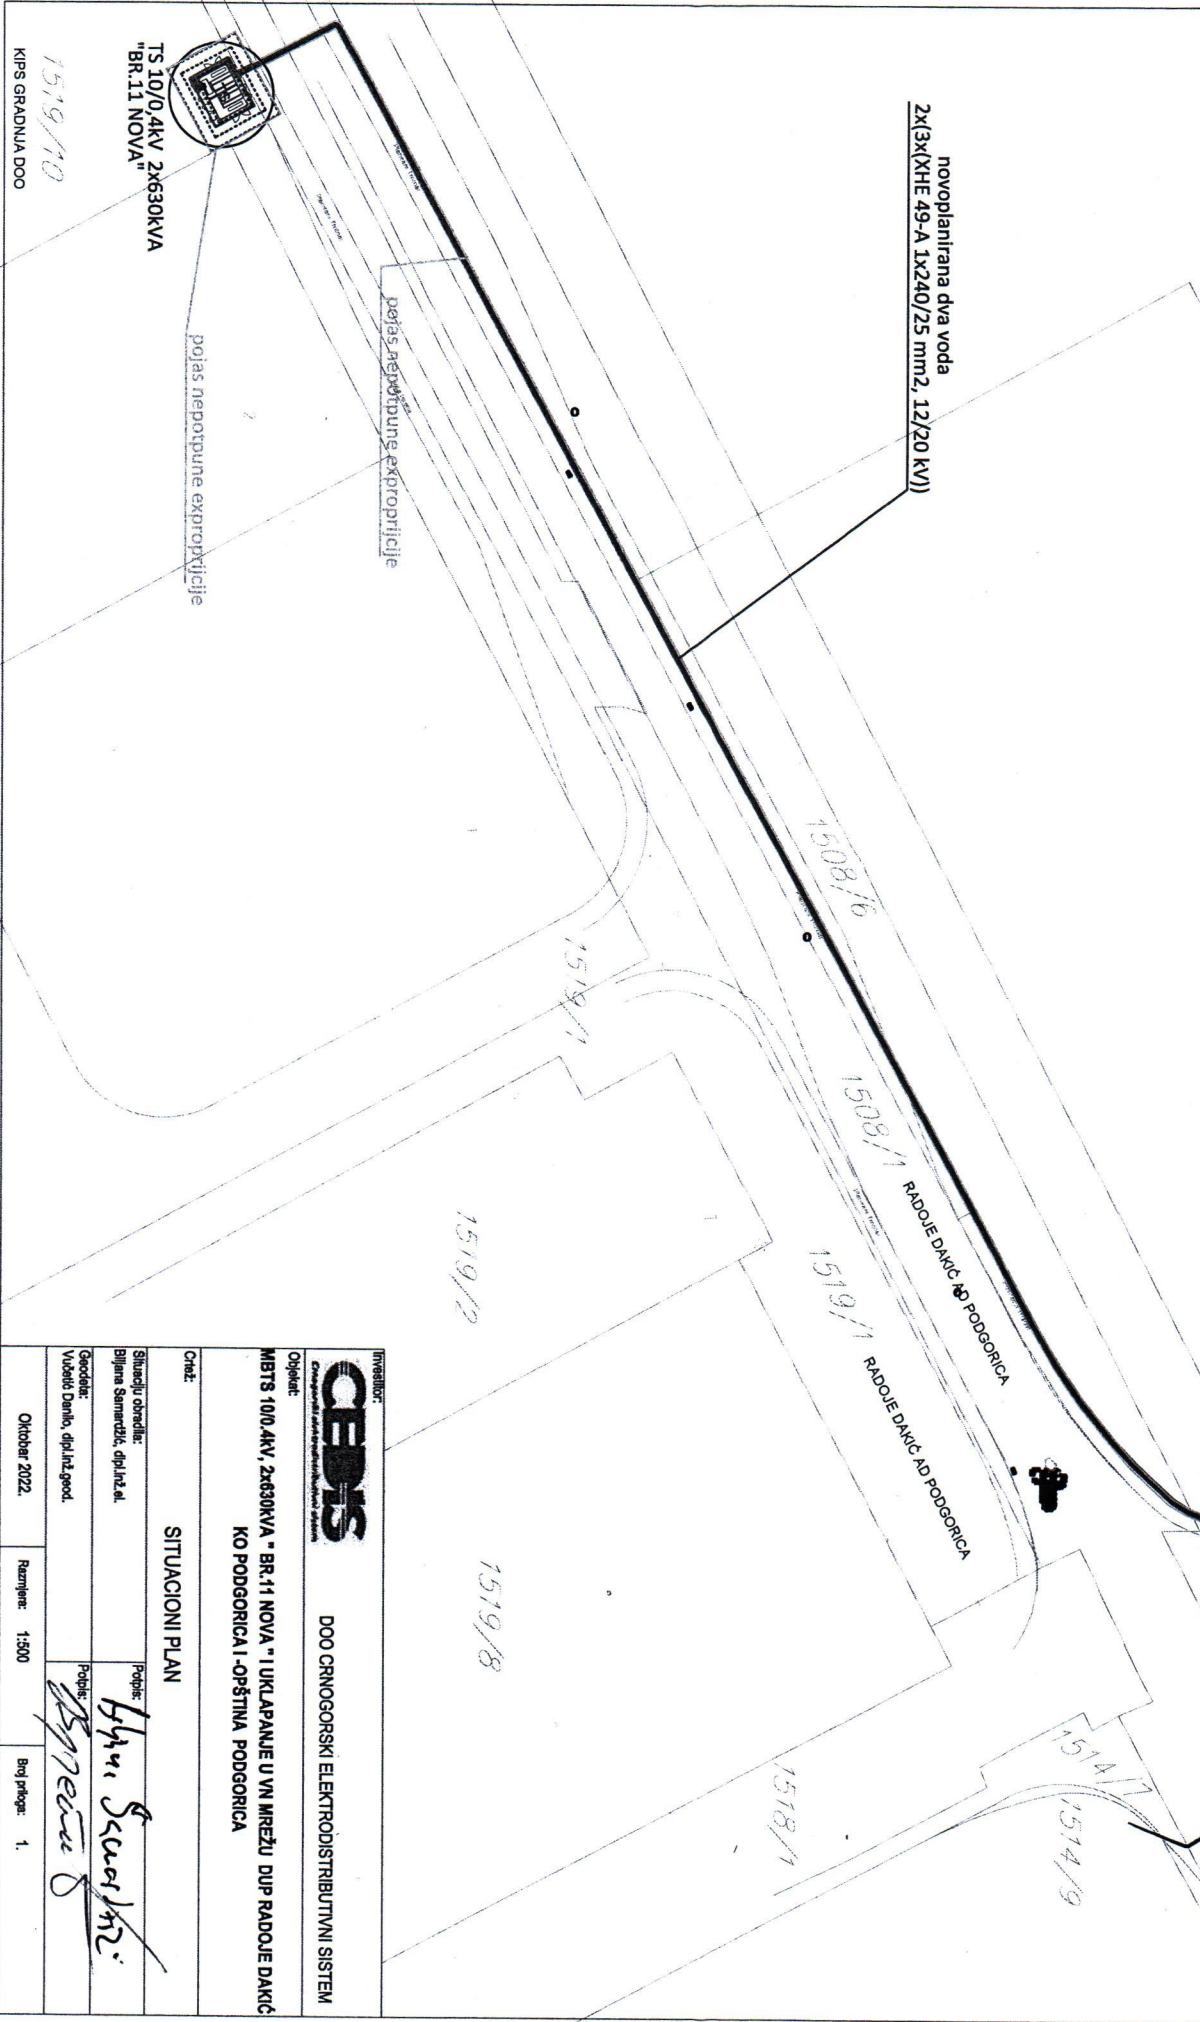 novoplanirana dva voda
2x(3x(XHE 49-A 1x240/25 mm2, 12/20 kV))
pojas nepotpune exproprijcije
pojas nepotpune exproprijcije
TS 10/0,4kV 2x630kVA
"BR.11 NOVA"
1519/10
KIPS GRADNJA DOO
1508/6
1508/1
RADOJE DAKIĆ AD PODGORICA
1519/1
1519/1
RADOJE DAKIĆ AD PODGORICA
1519/2
1519/8
1518/1
1514/1
1514/9
Investitor:
CEDIS
Crnogorski elektrodistributivni sistem
DOO CRNOGORSKI ELEKTRODISTRIBUTIVNI SISTEM
Objekat:
MBTS 10/0.4kV, 2x630kVA " BR.11 NOVA " I UKLAPANJE U VN MREŽU DUP RADOJE DAKIĆ
KO PODGORICA I -OPŠTINA PODGORICA
Crtež:
SITUACIONI PLAN
Situaciju obradila:
Biljana Samardžić, dipl.inž.el.
Potpis:
Geodeta:
Vučetić Danilo, dipl.inž.geod.
Potpis:
Oktobar 2022.
Razmjera: 1:500
Broj priloga: 1.